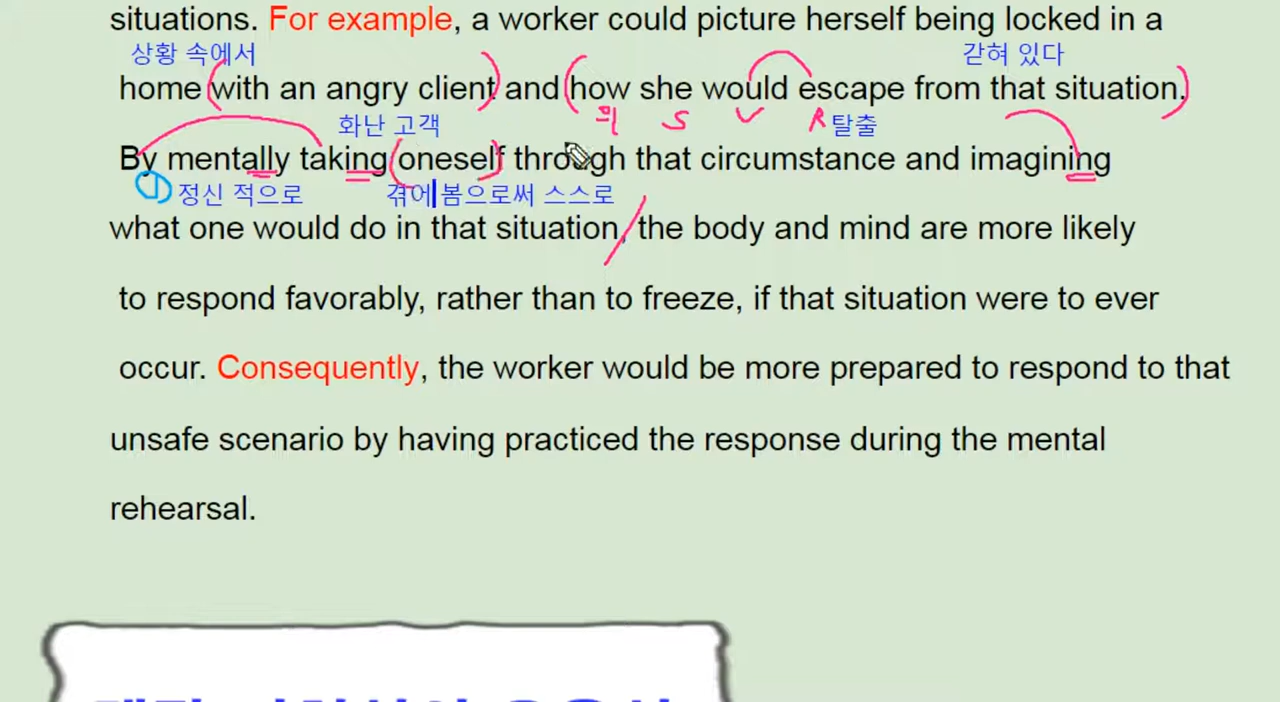 situations. For example, a worker could picture herself being locked in a
상황 속에서 갇혀 있다
home (with an angry client) and (how she would escape from that situation.)
화난 고객 의 S V R 탈출
By mentally taking (oneself) through that circumstance and imagining
① 정신 적으로 겪어 봄으로써 스스로
what one would do in that situation, / the body and mind are more likely
to respond favorably, rather than to freeze, if that situation were to ever
occur. Consequently, the worker would be more prepared to respond to that
unsafe scenario by having practiced the response during the mental
rehearsal.